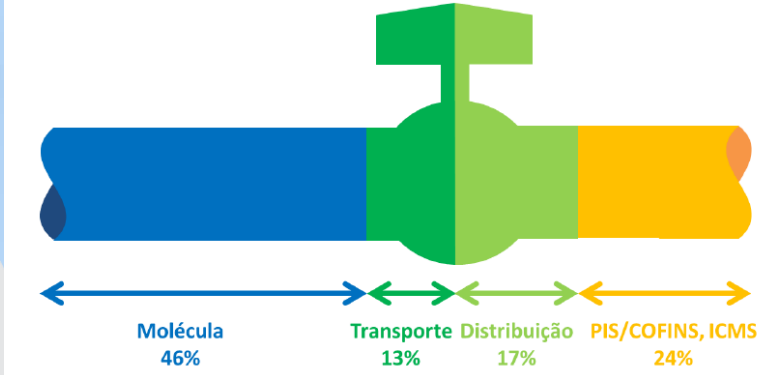 Molécula
46%
Transporte
13%
Distribuição
17%
PIS/COFINS, ICMS
24%